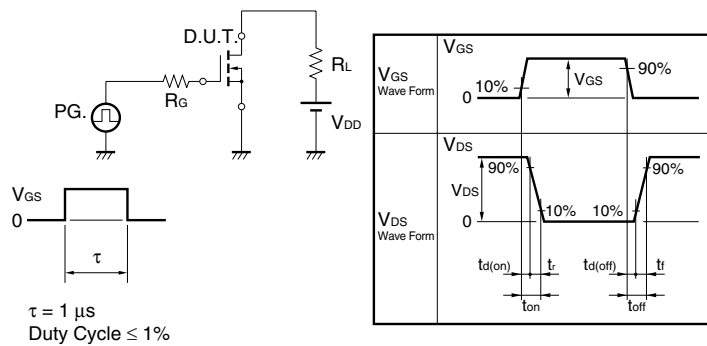 D.U.T.
RL
RG
PG.
VDD
VGS
0
τ
τ = 1 μs
Duty Cycle ≤ 1%
VGS
Wave Form
VGS
10%
0
VGS
90%
VDS
Wave Form
VDS
90%
VDS
0
10%
10%
90%
td(on)
tr
td(off)
tf
ton
toff